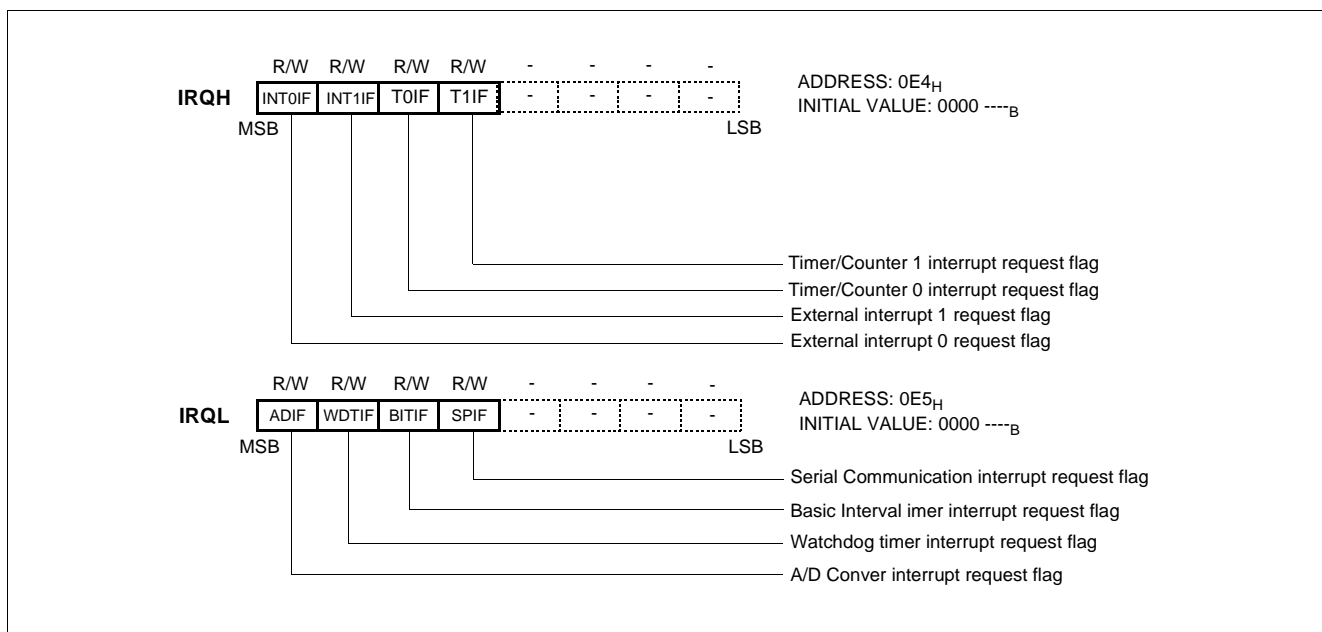 R/W R/W R/W R/W - - - -
IRQH INT0IF INT1IF T0IF T1IF - - - -
MSB LSB
ADDRESS: 0E4H
INITIAL VALUE: 0000 ----B
Timer/Counter 1 interrupt request flag
Timer/Counter 0 interrupt request flag
External interrupt 1 request flag
External interrupt 0 request flag
R/W R/W R/W R/W - - - -
IRQL ADIF WDTIF BITIF SPIF - - - -
MSB LSB
ADDRESS: 0E5H
INITIAL VALUE: 0000 ----B
Serial Communication interrupt request flag
Basic Interval imer interrupt request flag
Watchdog timer interrupt request flag
A/D Conver interrupt request flag